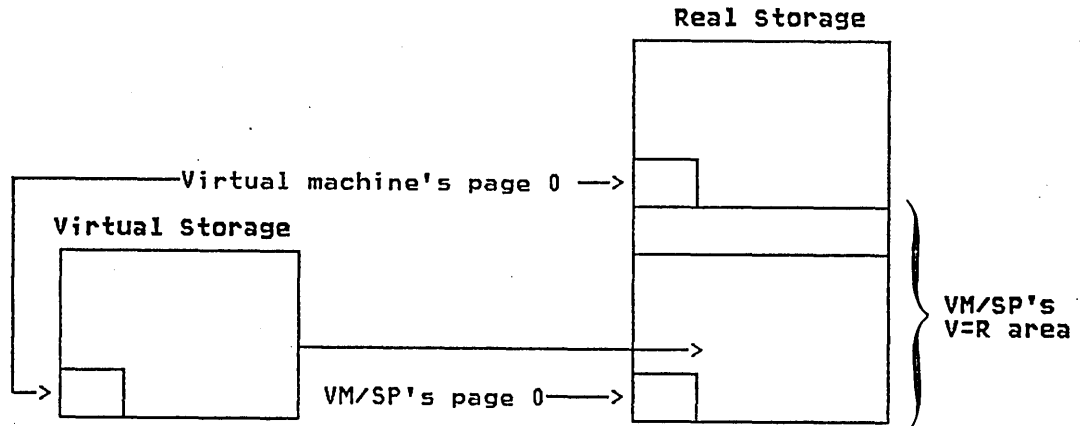 Real Storage
Virtual machine's page 0
Virtual Storage
VM/SP's
V=R area
VM/SP's page 0